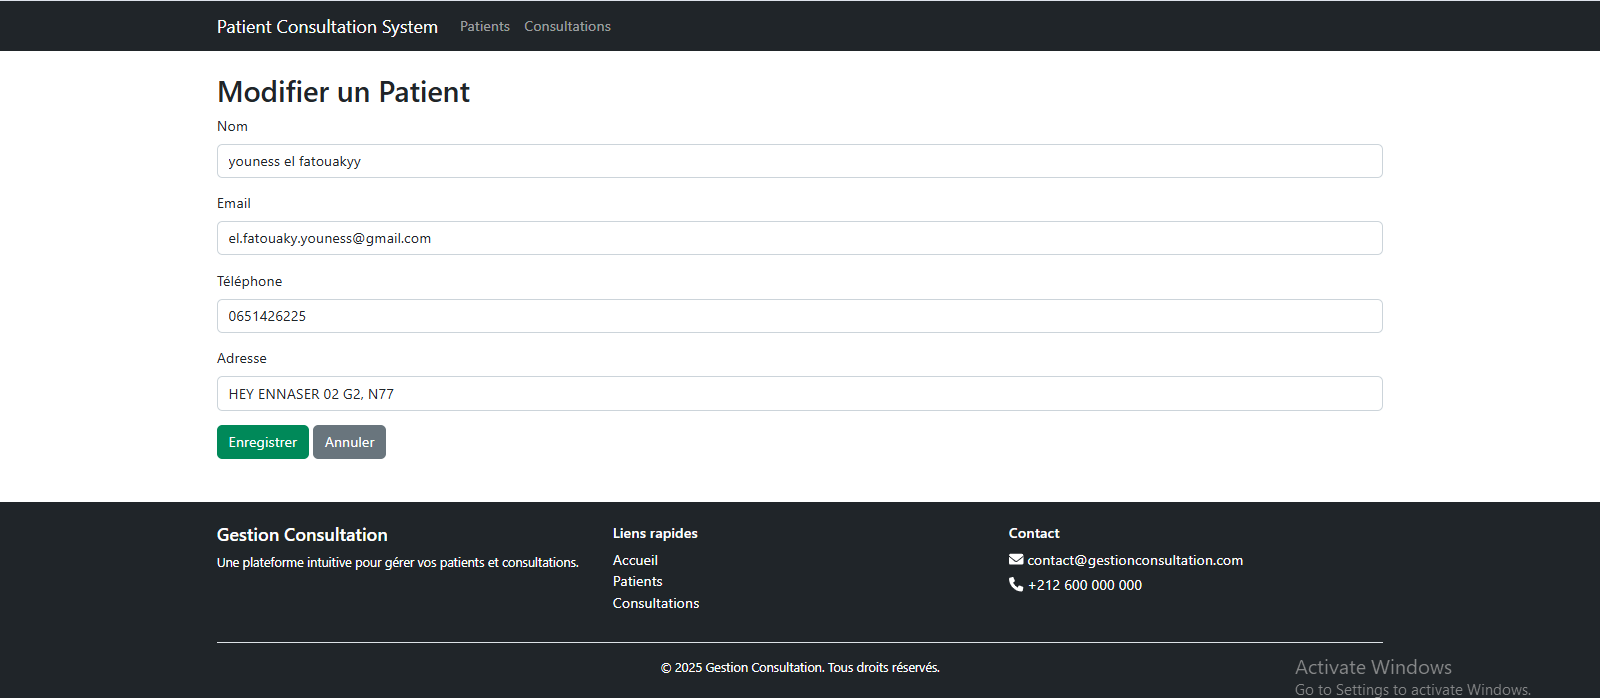 Patient Consultation System Patients Consultations
Modifier un Patient
Nom
youness el fatouakyy
Email
el.fatouaky.youness@gmail.com
Téléphone
0651426225
Adresse
HEY ENNASER 02 G2, N77
Enregistrer Annuler
Gestion Consultation
Une plateforme intuitive pour gérer vos patients et consultations.
Liens rapides
Accueil
Patients
Consultations
Contact
contact@gestionconsultation.com
+212 600 000 000
© 2025 Gestion Consultation. Tous droits réservés.
Activate Windows
Go to Settings to activate Windows.